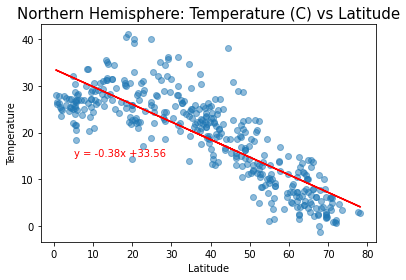 Northern Hemisphere: Temperature (C) vs Latitude
40
30
20
10
0
Temperature
y = -0.38x +33.56
0 10 20 30 40 50 60 70 80
Latitude